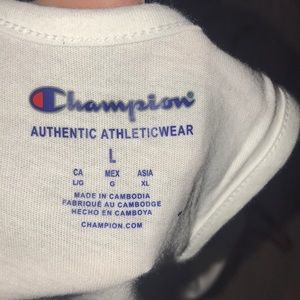 Champion
AUTHENTIC ATHLETICWEAR
L
CA MEX ASIA
L/G G XL
MADE IN CAMBODIA
FABRIQUÉ AU CAMBODGE
HECHO EN CAMBOYA
CHAMPION.COM